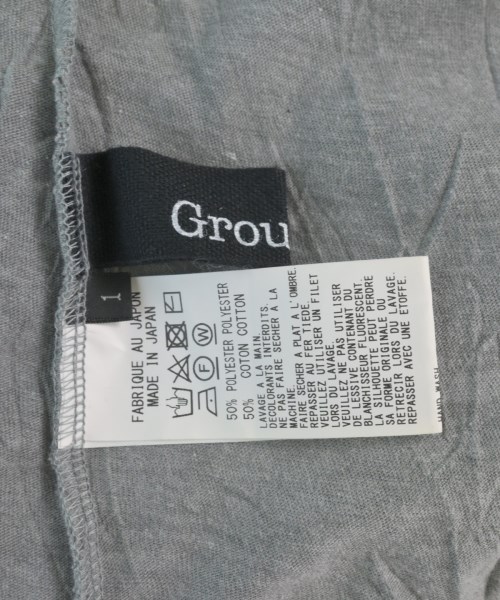 Grou
1
FABRIQUE AU JAPON
MADE IN JAPAN
F W
50% POLYESTER POLYESTER
50% COTON COTTON
LAVAGE A LA MAIN.
DECOLORANTS INTERDITS.
NE PAS FAIRE SECHER A LA
MACHINE.
FAIRE SECHER A FLAT A L'OMBRE.
REPASSER AU FER TIEDE.
VEUILLEZ UTILISER UN FILET
LORS DU LAVAGE.
VEUILLEZ NE PAS UTILISER
DE LESSIVE CONTENANT DU
BLANCHISSEUR FLUORESCENT.
LA SILHOUETTE PEUT PERDRE
SA FORME ORIGINALE OU
RETRECIR LORS DU LAVAGE.
REPASSER AVEC UNE ETOFFE.
HAND WASH